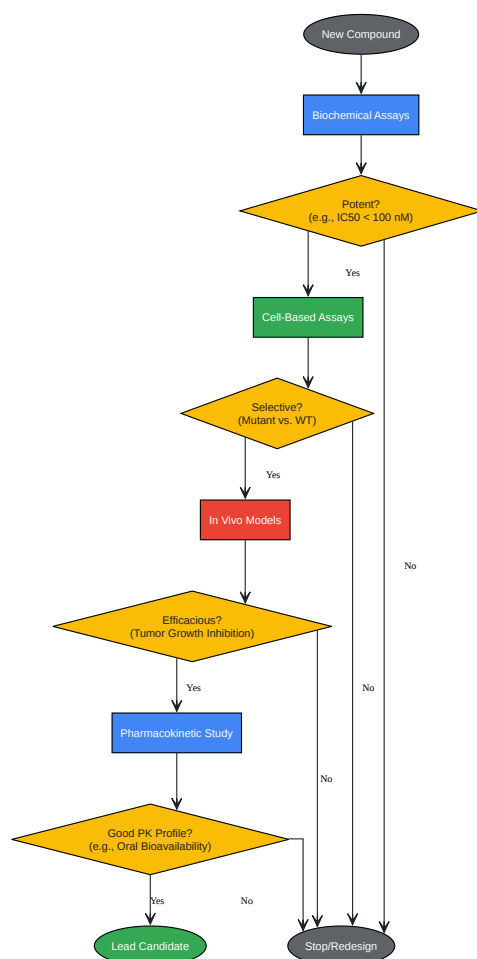 New Compound
Biochemical Assays
Potent?
(e.g., IC50 < 100 nM)
Yes
Cell-Based Assays
Selective?
(Mutant vs. WT)
Yes
In Vivo Models
No
Efficacious?
(Tumor Growth Inhibition)
Yes
No
Pharmacokinetic Study
No
Good PK Profile?
(e.g., Oral Bioavailability)
Yes
No
Lead Candidate
Stop/Redesign